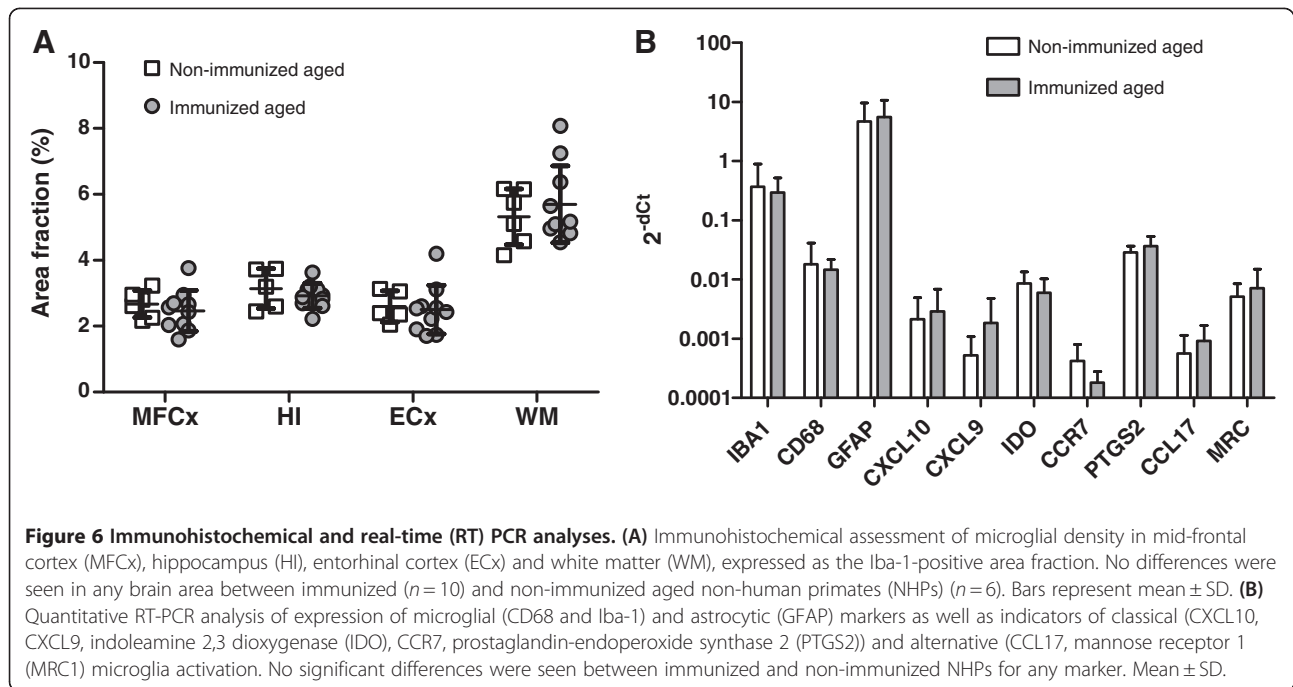 A
10
8
6
4
2
0
Area fraction (%)
Non-immunized aged
Immunized aged
MFCx HI ECx WM
B
100
10
1
0.1
0.01
0.001
0.0001
2^-dCt
Non-immunized aged
Immunized aged
IBA1 CD68 GFAP CXCL10 CXCL9 IDO CCR7 PTGS2 CCL17 MRC
Figure 6 Immunohistochemical and real-time (RT) PCR analyses. (A) Immunohistochemical assessment of microglial density in mid-frontal
cortex (MFCx), hippocampus (HI), entorhinal cortex (ECx) and white matter (WM), expressed as the Iba-1-positive area fraction. No differences were
seen in any brain area between immunized (n = 10) and non-immunized aged non-human primates (NHPs) (n = 6). Bars represent mean ± SD. (B)
Quantitative RT-PCR analysis of expression of microglial (CD68 and Iba-1) and astrocytic (GFAP) markers as well as indicators of classical (CXCL10,
CXCL9, indoleamine 2,3 dioxygenase (IDO), CCR7, prostaglandin-endoperoxide synthase 2 (PTGS2)) and alternative (CCL17, mannose receptor 1
(MRC1) microglia activation. No significant differences were seen between immunized and non-immunized NHPs for any marker. Mean ± SD.